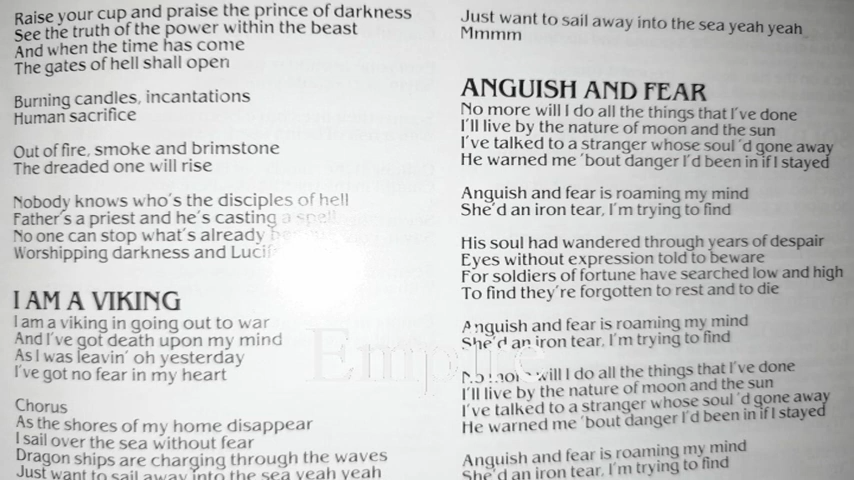 Raise your cup and praise the prince of darkness
See the truth of the power within the beast
And when the time has come
The gates of hell shall open
Burning candles, incantations
Human sacrifice
Out of fire, smoke and brimstone
The dreaded one will rise
Nobody knows who's the disciples of hell
Father's a priest and he's casting a spell
No one can stop what's already
Worshipping darkness and
I AM A VIKING
I am a viking in going out to war
And I've got death upon my mind
As I was leavin' oh yesterday
I've got no fear in my heart
Chorus
As the shores of my home disappear
I sail over the sea without fear
Dragon ships are charging through the waves
Just want to sail away into the sea yeah yeah
Just want to sail away into the sea yeah yeah
Mmmm
ANGUISH AND FEAR
No more will I do all the things that I've done
I'll live by the nature of moon and the sun
I've talked to a stranger whose soul 'd gone away
He warned me 'bout danger I'd been in if I stayed
Anguish and fear is roaming my mind
She'd an iron tear, I'm trying to find
His soul had wandered through years of despair
Eyes without expression told to beware
For soldiers of fortune have searched low and high
To find they're forgotten to rest and to die
Anguish and fear is roaming my mind
She'd an iron tear, I'm trying to find
No more will I do all the things that I've done
I'll live by the nature of moon and the sun
I've talked to a stranger whose soul 'd gone away
He warned me 'bout danger I'd been in if I stayed
Anguish and fear is roaming my mind
She'd an iron tear, I'm trying to find
Empire